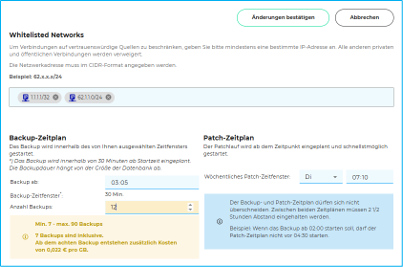 Änderungen bestätigen
Abbrechen
Whitelisted Networks
Um Verbindungen auf vertrauenswürdige Quellen zu beschränken, geben Sie bitte mindestens eine bestimmte IP-Adresse an. Alle anderen privaten
und öffentlichen Verbindungen werden verweigert.
Die Netzwerkadresse muss im CIDR-Format angegeben werden.
Beispiel: 62.x.x.x/24
1.1.1.1/32
62.1.1.0/24
Backup-Zeitplan
Das Backup wird innerhalb des von Ihnen ausgewählten Zeitfensters
gestartet.
*) Das Backup wird innerhalb von 30 Minuten ab Startzeit eingeplant.
Die Backupdauer hängt von der Größe der Datenbank ab.
Backup ab:
03:05
Backup-Zeitfenster*:
30 Min.
Anzahl Backups:
12
Min. 7 - max. 90 Backups
7 Backups sind inklusive.
Ab dem achten Backup entstehen zusätzlich Kosten
von 0,033 € pro GB.
Patch-Zeitplan
Der Patchlauf wird ab dem Zeitpunkt eingeplant und schnellstmöglich
gestartet.
Wöchentliches Patch-Zeitfenster:
Di
07:10
Der Backup- und Patch-Zeitplan dürfen sich nicht
überschneiden. Zwischen beiden Zeitplänen müssen 2 1/2
Stunden Abstand eingehalten werden.
Beispiel: Wenn das Backup ab 02:00 starten soll, darf der
Patch-Zeitplan nicht vor 04:30 starten.